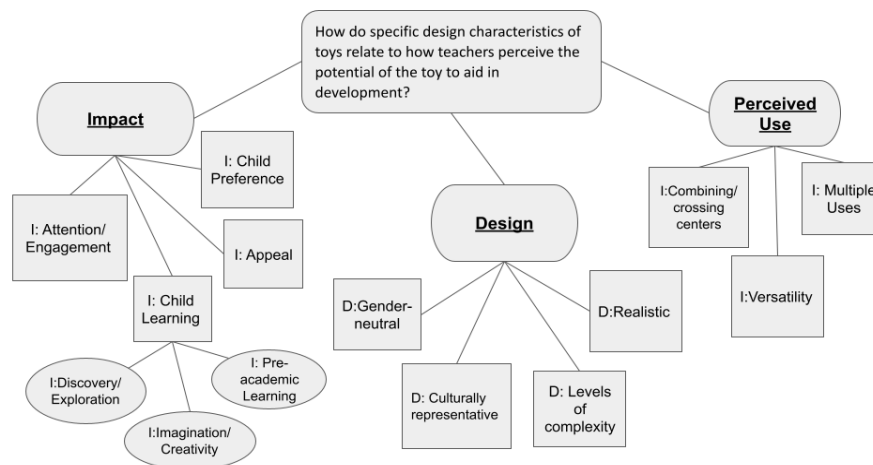 How do specific design characteristics of
toys relate to how teachers perceive the
potential of the toy to aid in
development?
Impact
I: Child
Preference
I: Attention/
Engagement
I: Appeal
I: Child
Learning
I:Discovery/
Exploration
I: Pre-
academic
Learning
I:Imagination/
Creativity
Design
D:Gender-
neutral
D:Realistic
D: Culturally
representative
D: Levels
of
complexity
Perceived
Use
I:Combining/
crossing
centers
I: Multiple
Uses
I:Versatility